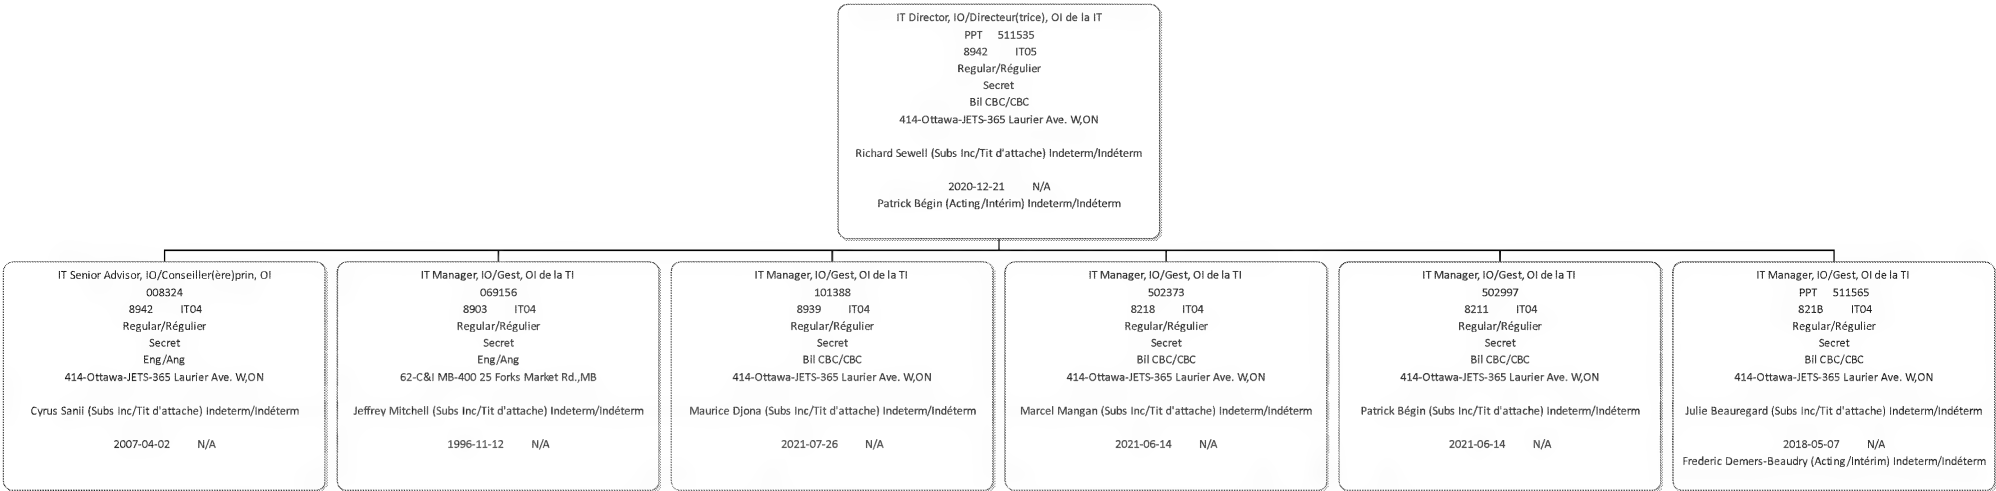 IT Director, IO/Directeur(trice), OI de la IT
PPT 511535
8942 IT05
Regular/Régulier
Secret
Bil CBC/CBC
414-Ottawa-JETS-365 Laurier Ave. W,ON
Richard Sewell (Subs Inc/Tit d'attache) Indeterm/Indéterm
2020-12-21 N/A
Patrick Bégin (Acting/Intérim) Indeterm/Indéterm
IT Senior Advisor, IO/Conseiller(ère)prin, OI
008324
8942 IT04
Regular/Régulier
Secret
Eng/Ang
414-Ottawa-JETS-365 Laurier Ave. W,ON
Cyrus Sanii (Subs Inc/Tit d'attache) Indeterm/Indéterm
2007-04-02 N/A
IT Manager, IO/Gest, OI de la TI
069156
8903 IT04
Regular/Régulier
Secret
Eng/Ang
62-C&I MB-400 25 Forks Market Rd.,MB
Jeffrey Mitchell (Subs Inc/Tit d'attache) Indeterm/Indéterm
1996-11-12 N/A
IT Manager, IO/Gest, OI de la TI
101388
8939 IT04
Regular/Régulier
Secret
Bil CBC/CBC
414-Ottawa-JETS-365 Laurier Ave. W,ON
Maurice Djona (Subs Inc/Tit d'attache) Indeterm/Indéterm
2021-07-26 N/A
IT Manager, IO/Gest, OI de la TI
502373
8218 IT04
Regular/Régulier
Secret
Bil CBC/CBC
414-Ottawa-JETS-365 Laurier Ave. W,ON
Marcel Mangan (Subs Inc/Tit d'attache) Indeterm/Indéterm
2021-06-14 N/A
IT Manager, IO/Gest, OI de la TI
502997
8211 IT04
Regular/Régulier
Secret
Bil CBC/CBC
414-Ottawa-JETS-365 Laurier Ave. W,ON
Patrick Bégin (Subs Inc/Tit d'attache) Indeterm/Indéterm
2021-06-14 N/A
IT Manager, IO/Gest, OI de la TI
PPT 511565
821B IT04
Regular/Régulier
Secret
Bil CBC/CBC
414-Ottawa-JETS-365 Laurier Ave. W,ON
Julie Beauregard (Subs Inc/Tit d'attache) Indeterm/Indéterm
2018-05-07 N/A
Frederic Demers-Beaudry (Acting/Intérim) Indeterm/Indéterm